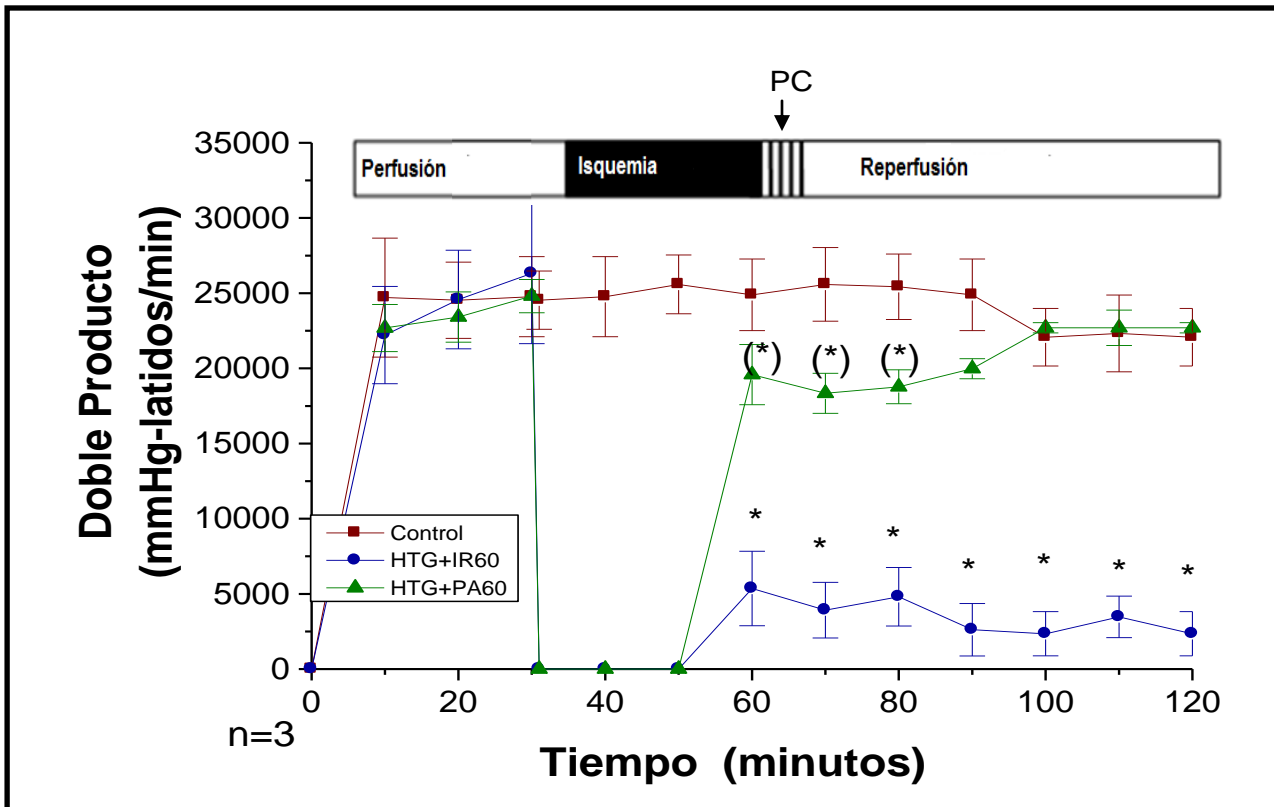 PC
Perfusión
Isquemia
Reperfusión
35000
30000
25000
20000
15000
10000
5000
0
Doble Producto
(mmHg-latidos/min)
(*)
(*)
(*)
*
*
*
*
*
*
*
Control
HTG+IR60
HTG+PA60
0
20
40
60
80
100
120
n=3
Tiempo (minutos)